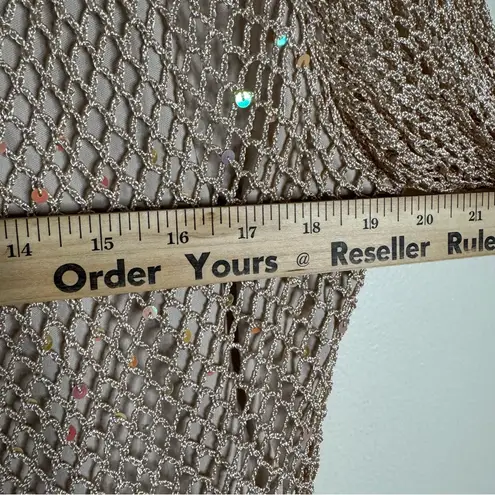 14 15 16 17 18 19 20 21
Order Yours @ Reseller Rule